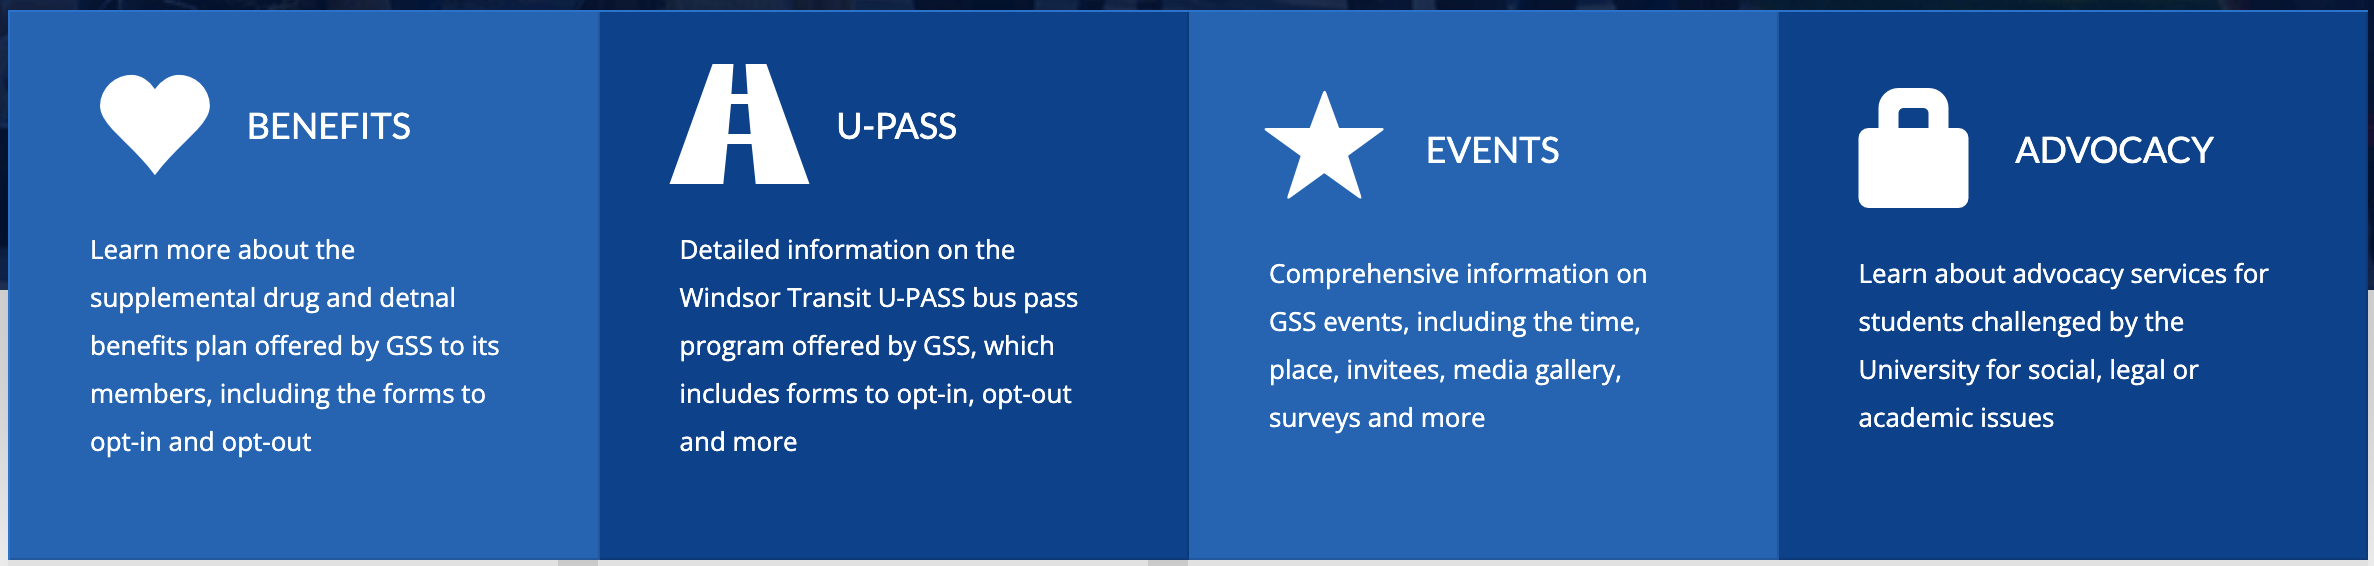 BENEFITS
Learn more about the
supplemental drug and detnal
benefits plan offered by GSS to its
members, including the forms to
opt-in and opt-out
U-PASS
Detailed information on the
Windsor Transit U-PASS bus pass
program offered by GSS, which
includes forms to opt-in, opt-out
and more
EVENTS
Comprehensive information on
GSS events, including the time,
place, invitees, media gallery,
surveys and more
ADVOCACY
Learn about advocacy services for
students challenged by the
University for social, legal or
academic issues